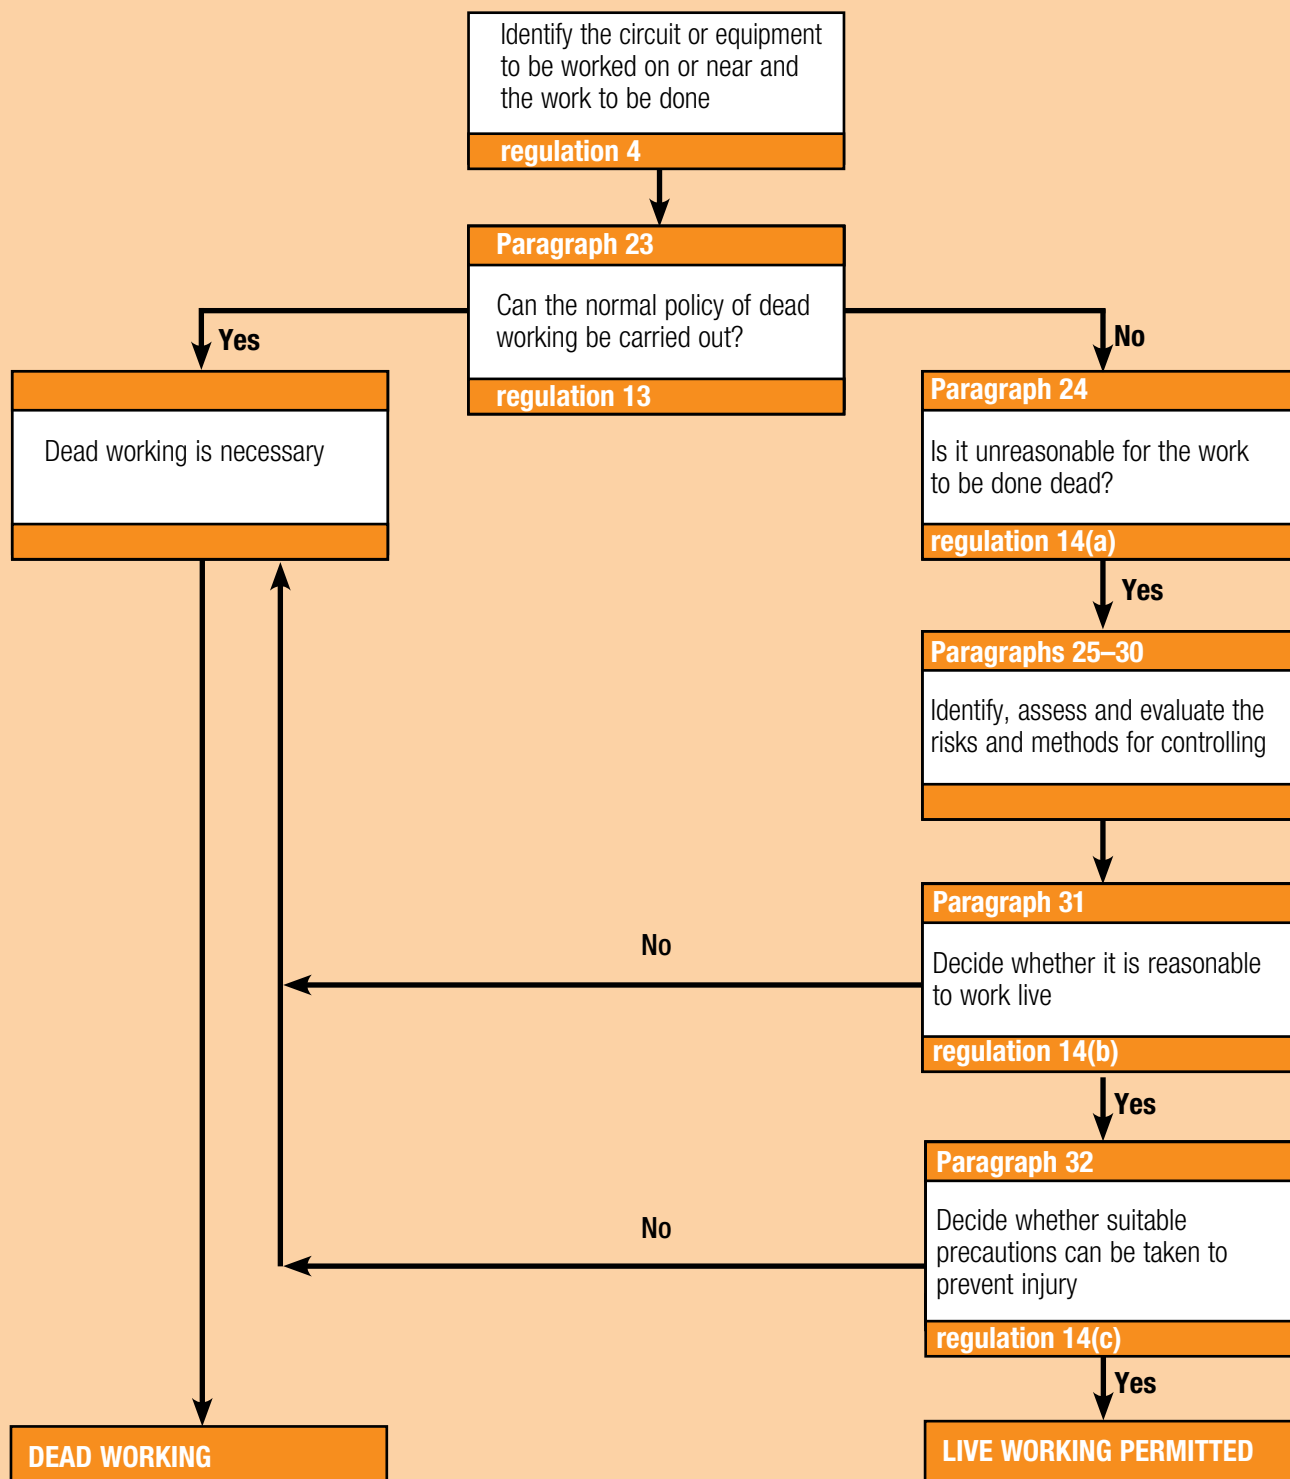 Identify the circuit or equipment
to be worked on or near and
the work to be done
regulation 4
Paragraph 23
Can the normal policy of dead
working be carried out?
regulation 13
Yes
No
Dead working is necessary
Paragraph 24
Is it unreasonable for the work
to be done dead?
regulation 14(a)
Yes
Paragraphs 25–30
Identify, assess and evaluate the
risks and methods for controlling
Paragraph 31
Decide whether it is reasonable
to work live
regulation 14(b)
No
Yes
Paragraph 32
Decide whether suitable
precautions can be taken to
prevent injury
regulation 14(c)
No
Yes
DEAD WORKING
LIVE WORKING PERMITTED